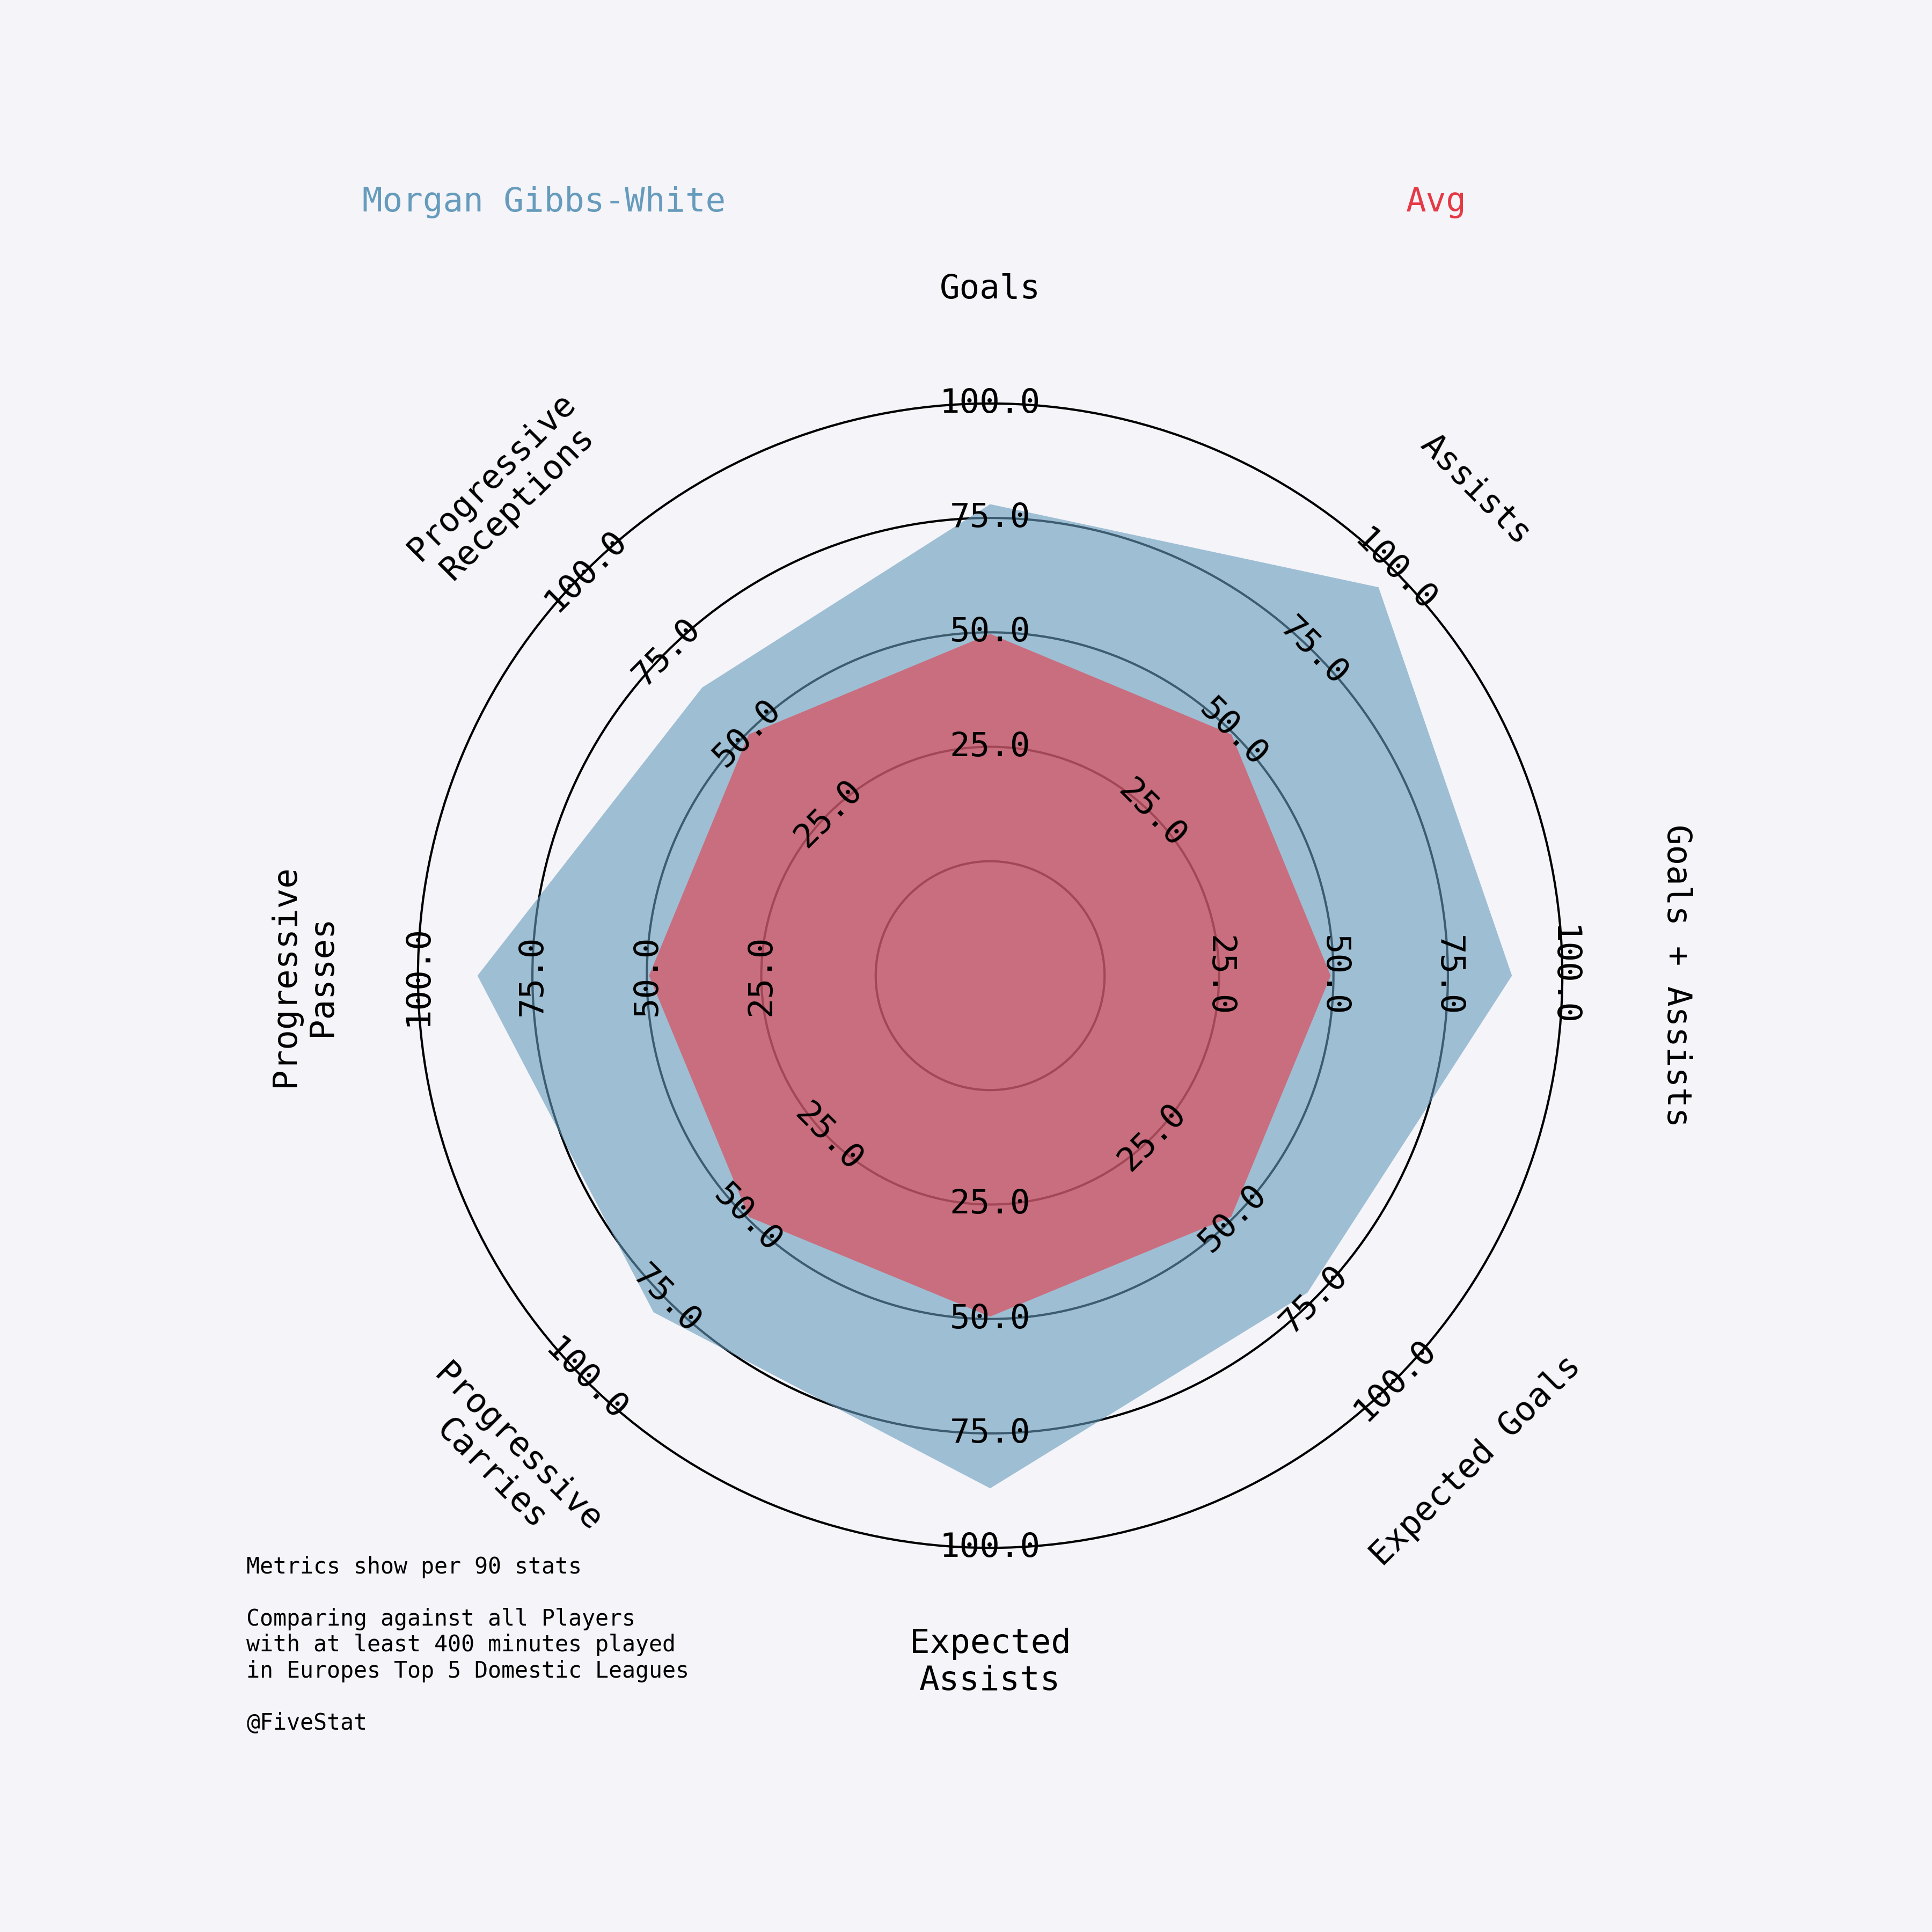 Morgan Gibbs-White
Avg
Goals
Assists
Goals + Assists
Expected Goals
Expected
Assists
Progressive
Carries
Progressive
Passes
Progressive
Receptions
25.0
50.0
75.0
100.0
25.0
50.0
75.0
100.0
25.0
50.0
75.0
100.0
25.0
50.0
75.0
100.0
25.0
50.0
75.0
100.0
25.0
50.0
75.0
100.0
25.0
50.0
75.0
100.0
25.0
50.0
75.0
100.0
Metrics show per 90 stats
Comparing against all Players
with at least 400 minutes played
in Europes Top 5 Domestic Leagues
@FiveStat